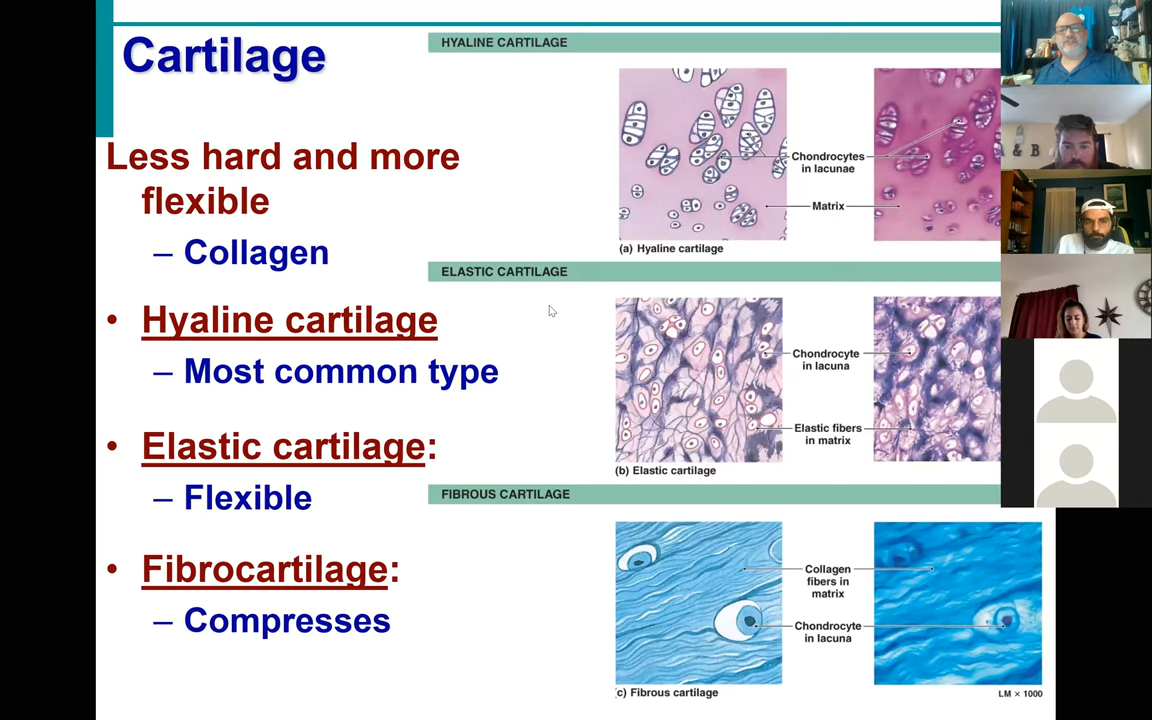 Cartilage
Less hard and more
flexible
– Collagen
• Hyaline cartilage
– Most common type
• Elastic cartilage:
– Flexible
• Fibrocartilage:
– Compresses
HYALINE CARTILAGE
Chondrocytes
in lacunae
Matrix
(a) Hyaline cartilage
ELASTIC CARTILAGE
Chondrocyte
in lacuna
Elastic fibers
in matrix
(b) Elastic cartilage
FIBROUS CARTILAGE
Collagen
fibers in
matrix
Chondrocyte
in lacuna
(c) Fibrous cartilage
LM × 1000
A & B